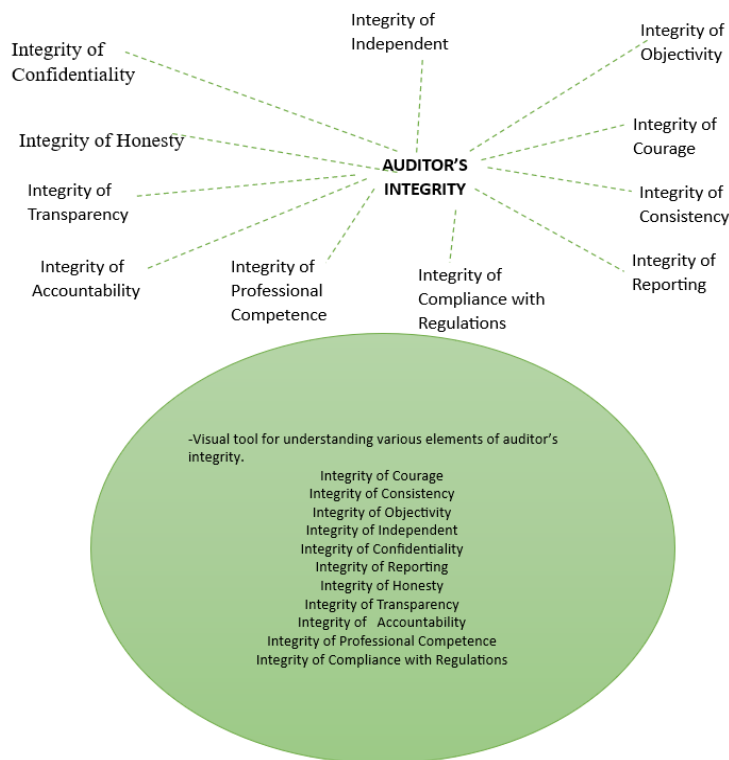 Integrity of
Independent
Integrity of
Objectivity
Integrity of
Confidentiality
Integrity of
Courage
Integrity of Honesty
AUDITOR'S
INTEGRITY
Integrity of
Transparency
Integrity of
Consistency
Integrity of
Accountability
Integrity of
Professional
Competence
Integrity of
Compliance with
Regulations
Integrity of
Reporting
-Visual tool for understanding various elements of auditor's
integrity.
Integrity of Courage
Integrity of Consistency
Integrity of Objectivity
Integrity of Independent
Integrity of Confidentiality
Integrity of Reporting
Integrity of Honesty
Integrity of Transparency
Integrity of   Accountability
Integrity of Professional Competence
Integrity of Compliance with Regulations